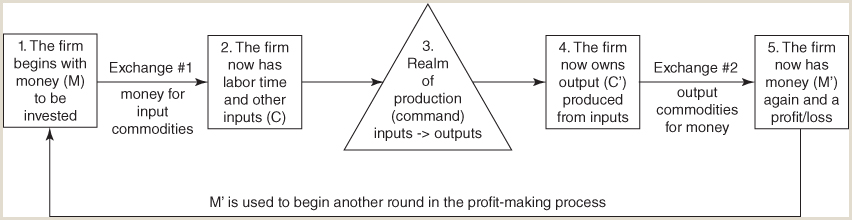 1. The firm
begins with
money (M)
to be
invested
Exchange #1
money for
input
commodities
2. The firm
now has
labor time
and other
inputs (C)
3.
Realm
of
production
(command)
inputs -> outputs
4. The firm
now owns
output (C’)
produced
from inputs
Exchange #2
output
commodities
for money
5. The firm
now has
money (M’)
again and a
profit/loss
M’ is used to begin another round in the profit-making process